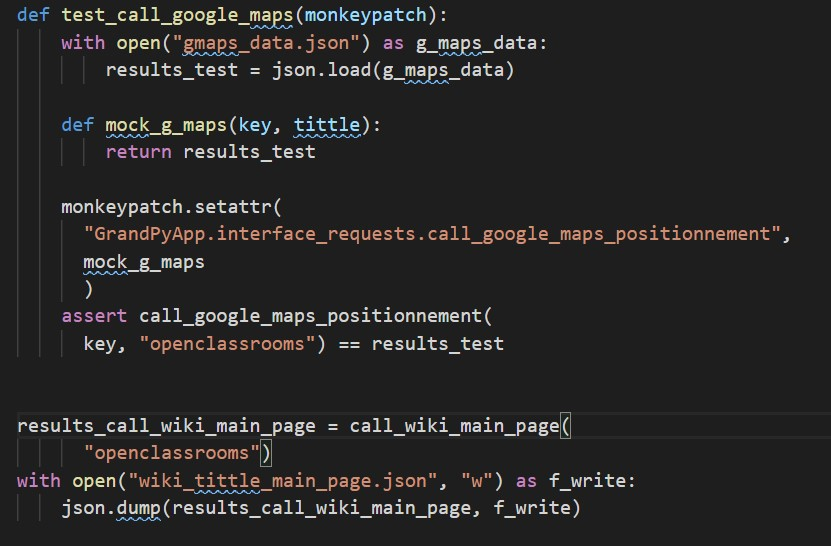 def test_call_google_maps(monkeypatch):
with open("gmaps_data.json") as g_maps_data:
results_test = json.load(g_maps_data)
def mock_g_maps(key, tittle):
return results_test
monkeypatch.setattr(
"GrandPyApp.interface_requests.call_google_maps_positionnement",
mock_g_maps
)
assert call_google_maps_positionnement(
key, "openclassrooms") == results_test
results_call_wiki_main_page = call_wiki_main_page(
"openclassrooms")
with open("wiki_tittle_main_page.json", "w") as f_write:
json.dump(results_call_wiki_main_page, f_write)